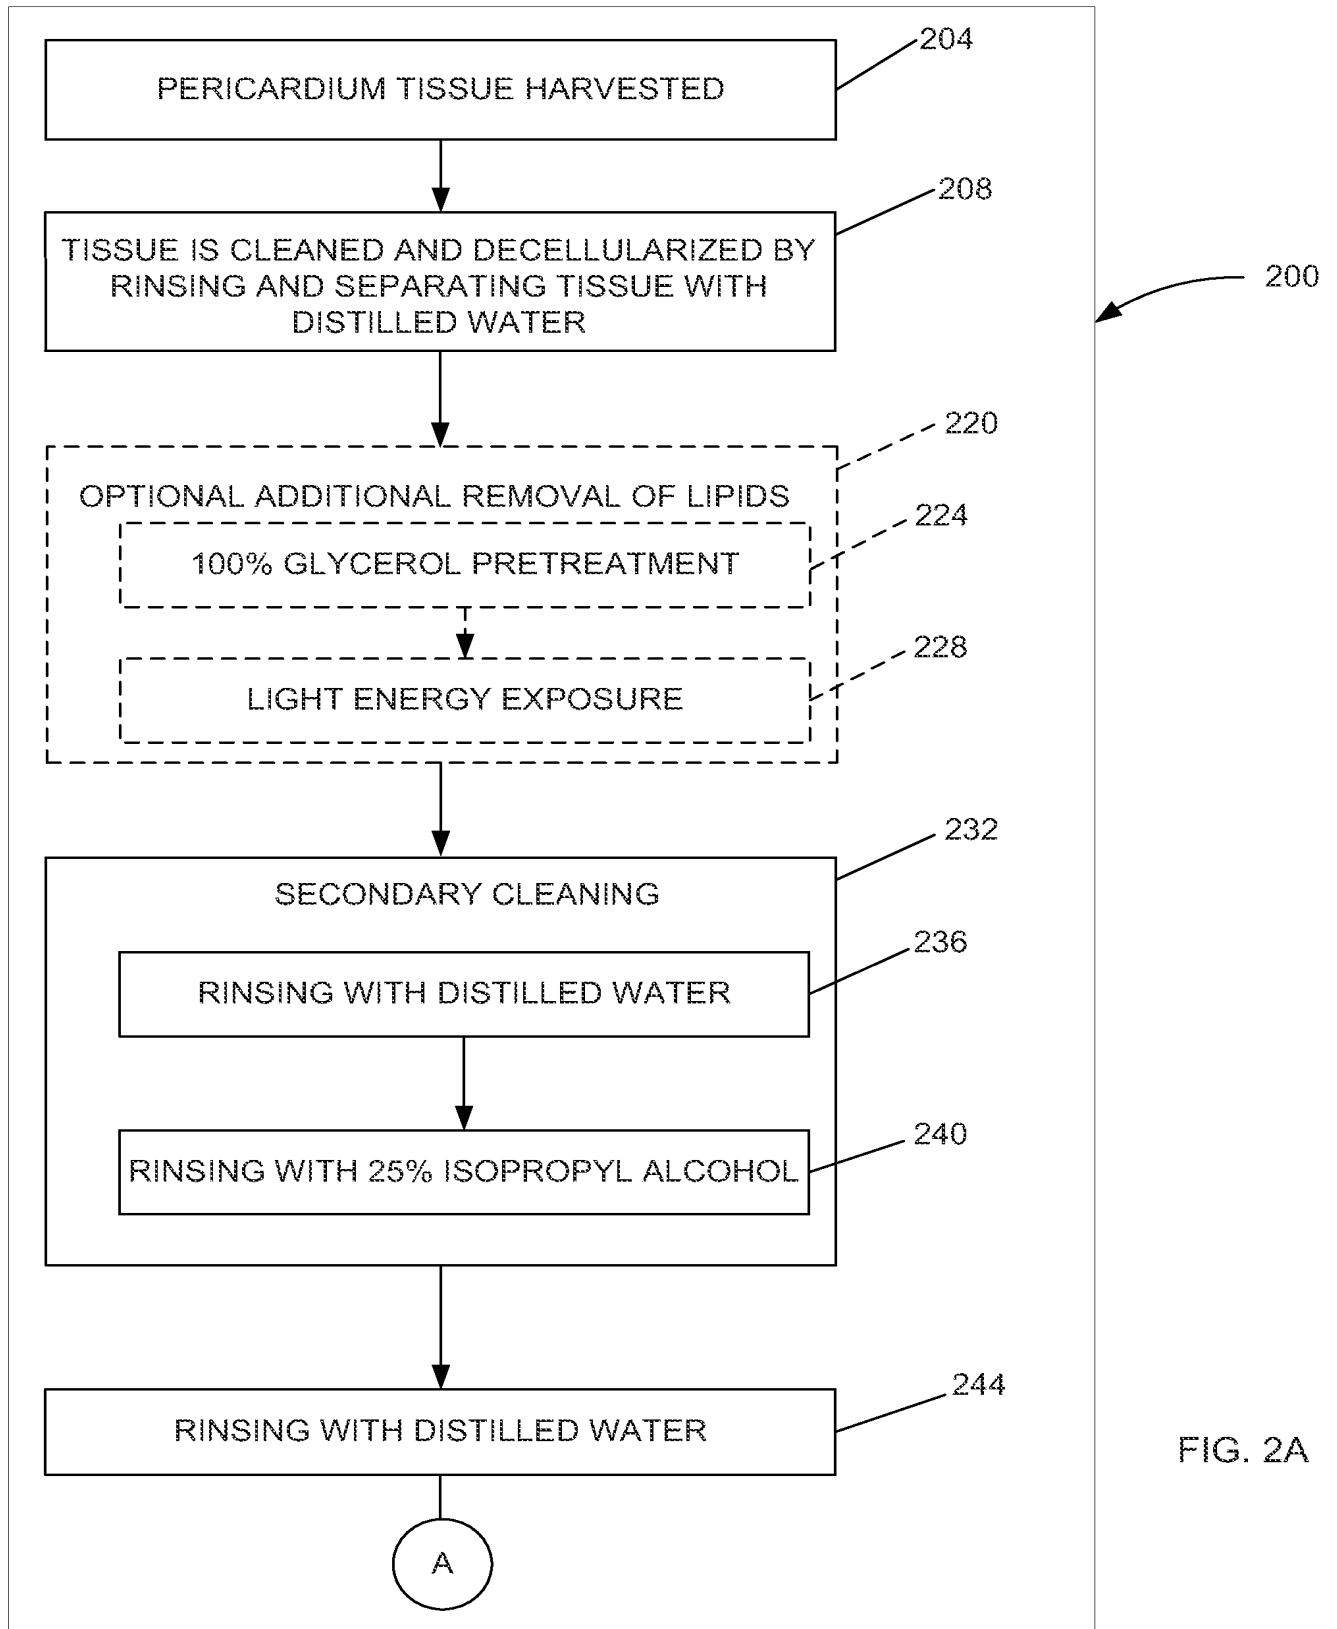 204
PERICARDIUM TISSUE HARVESTED
208
TISSUE IS CLEANED AND DECELLULARIZED BY
RINSING AND SEPARATING TISSUE WITH
DISTILLED WATER
200
220
OPTIONAL ADDITIONAL REMOVAL OF LIPIDS
224
100% GLYCEROL PRETREATMENT
228
LIGHT ENERGY EXPOSURE
232
SECONDARY CLEANING
236
RINSING WITH DISTILLED WATER
240
RINSING WITH 25% ISOPROPYL ALCOHOL
244
RINSING WITH DISTILLED WATER
FIG. 2A
A